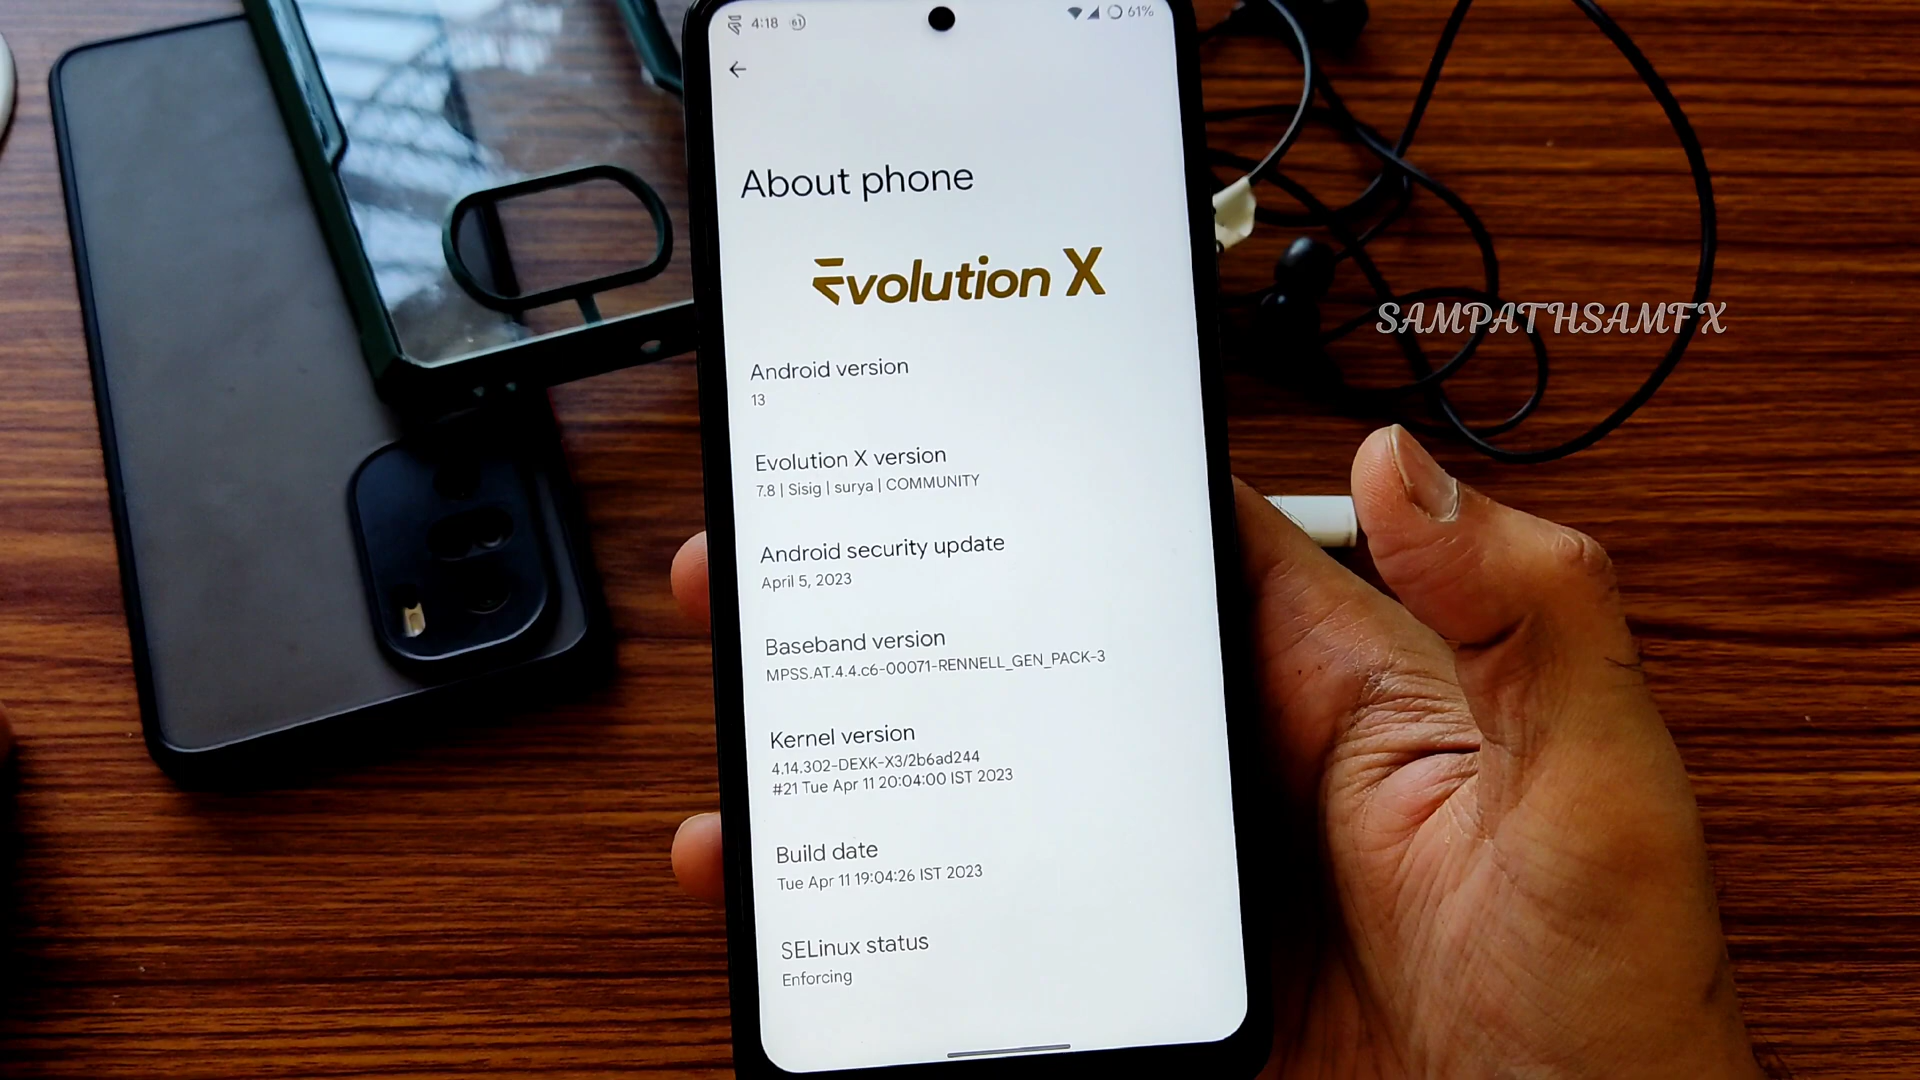 4:18
61
61%
About phone
Evolution X
SAMPATHSAMFX
Android version
13
Evolution X version
7.8 | Sisig | surya | COMMUNITY
Android security update
April 5, 2023
Baseband version
MPSS.AT.4.4.c6-00071-RENNELL_GEN_PACK-3
Kernel version
4.14.302-DEXK-X3/2b6ad244
#21 Tue Apr 11 20:04:00 IST 2023
Build date
Tue Apr 11 19:04:26 IST 2023
SELinux status
Enforcing